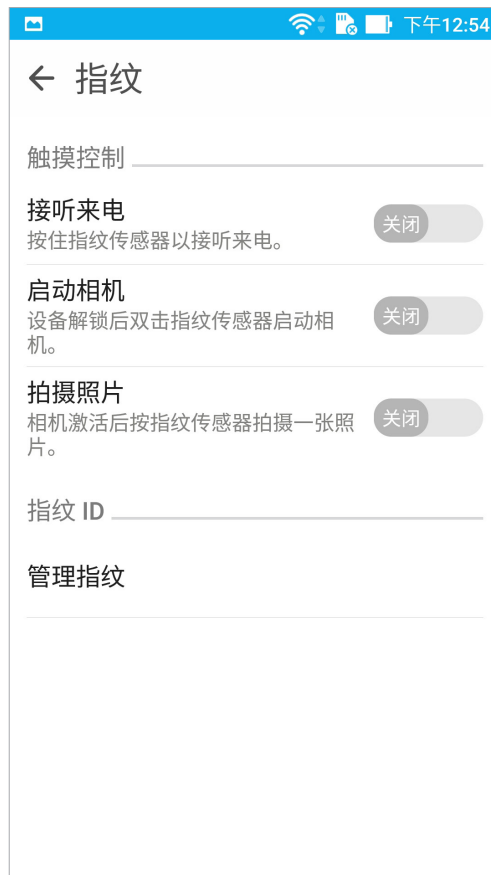 下午12:54
指纹
触摸控制
接听来电
按住指纹传感器以接听来电。
关闭
启动相机
设备解锁后双击指纹传感器启动相
机。
关闭
拍摄照片
相机激活后按指纹传感器拍摄一张照
片。
关闭
指纹 ID
管理指纹